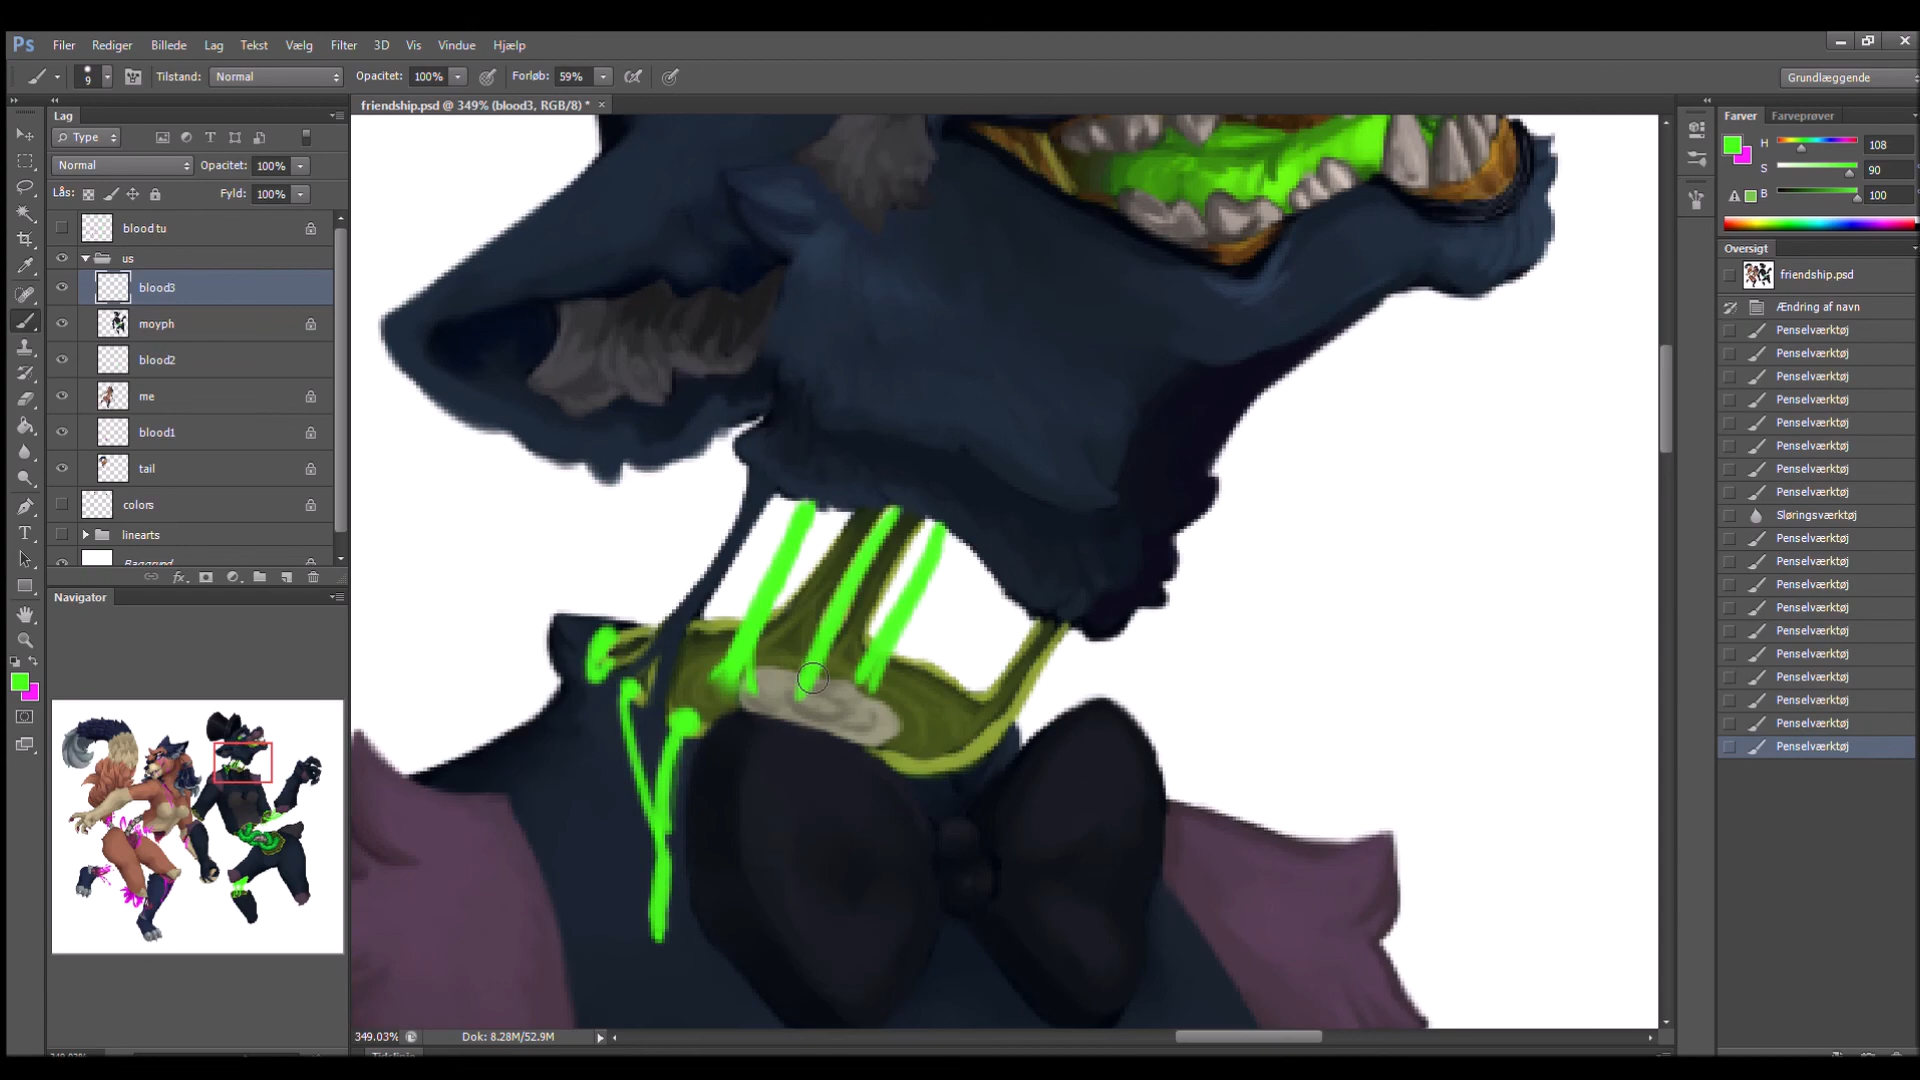 Ps Filer Rediger Billede Lag Tekst Vælg Filter 3D Vis Vindue Hjælp
9 Tilstand: Normal Opacitet: 100% Forløb: 59% Grundlæggende
friendship.psd @ 349% (blood3, RGB/8) *
Lag
Type
Normal Opacitet: 100%
Lås: Fyld: 100%
blood tu
us
blood3
moyph
blood2
me
blood1
tail
colors
linearts
Baggrund
fx
Navigator
349.03% Dok: 8.28M/52.9M
Tidslinje
Farver Farveprøver
H 108
S 90
B 100
Oversigt
friendship.psd
Ændring af navn
Penselværktøj
Penselværktøj
Penselværktøj
Penselværktøj
Penselværktøj
Penselværktøj
Penselværktøj
Penselværktøj
Sløringsværktøj
Penselværktøj
Penselværktøj
Penselværktøj
Penselværktøj
Penselværktøj
Penselværktøj
Penselværktøj
Penselværktøj
Penselværktøj
Penselværktøj